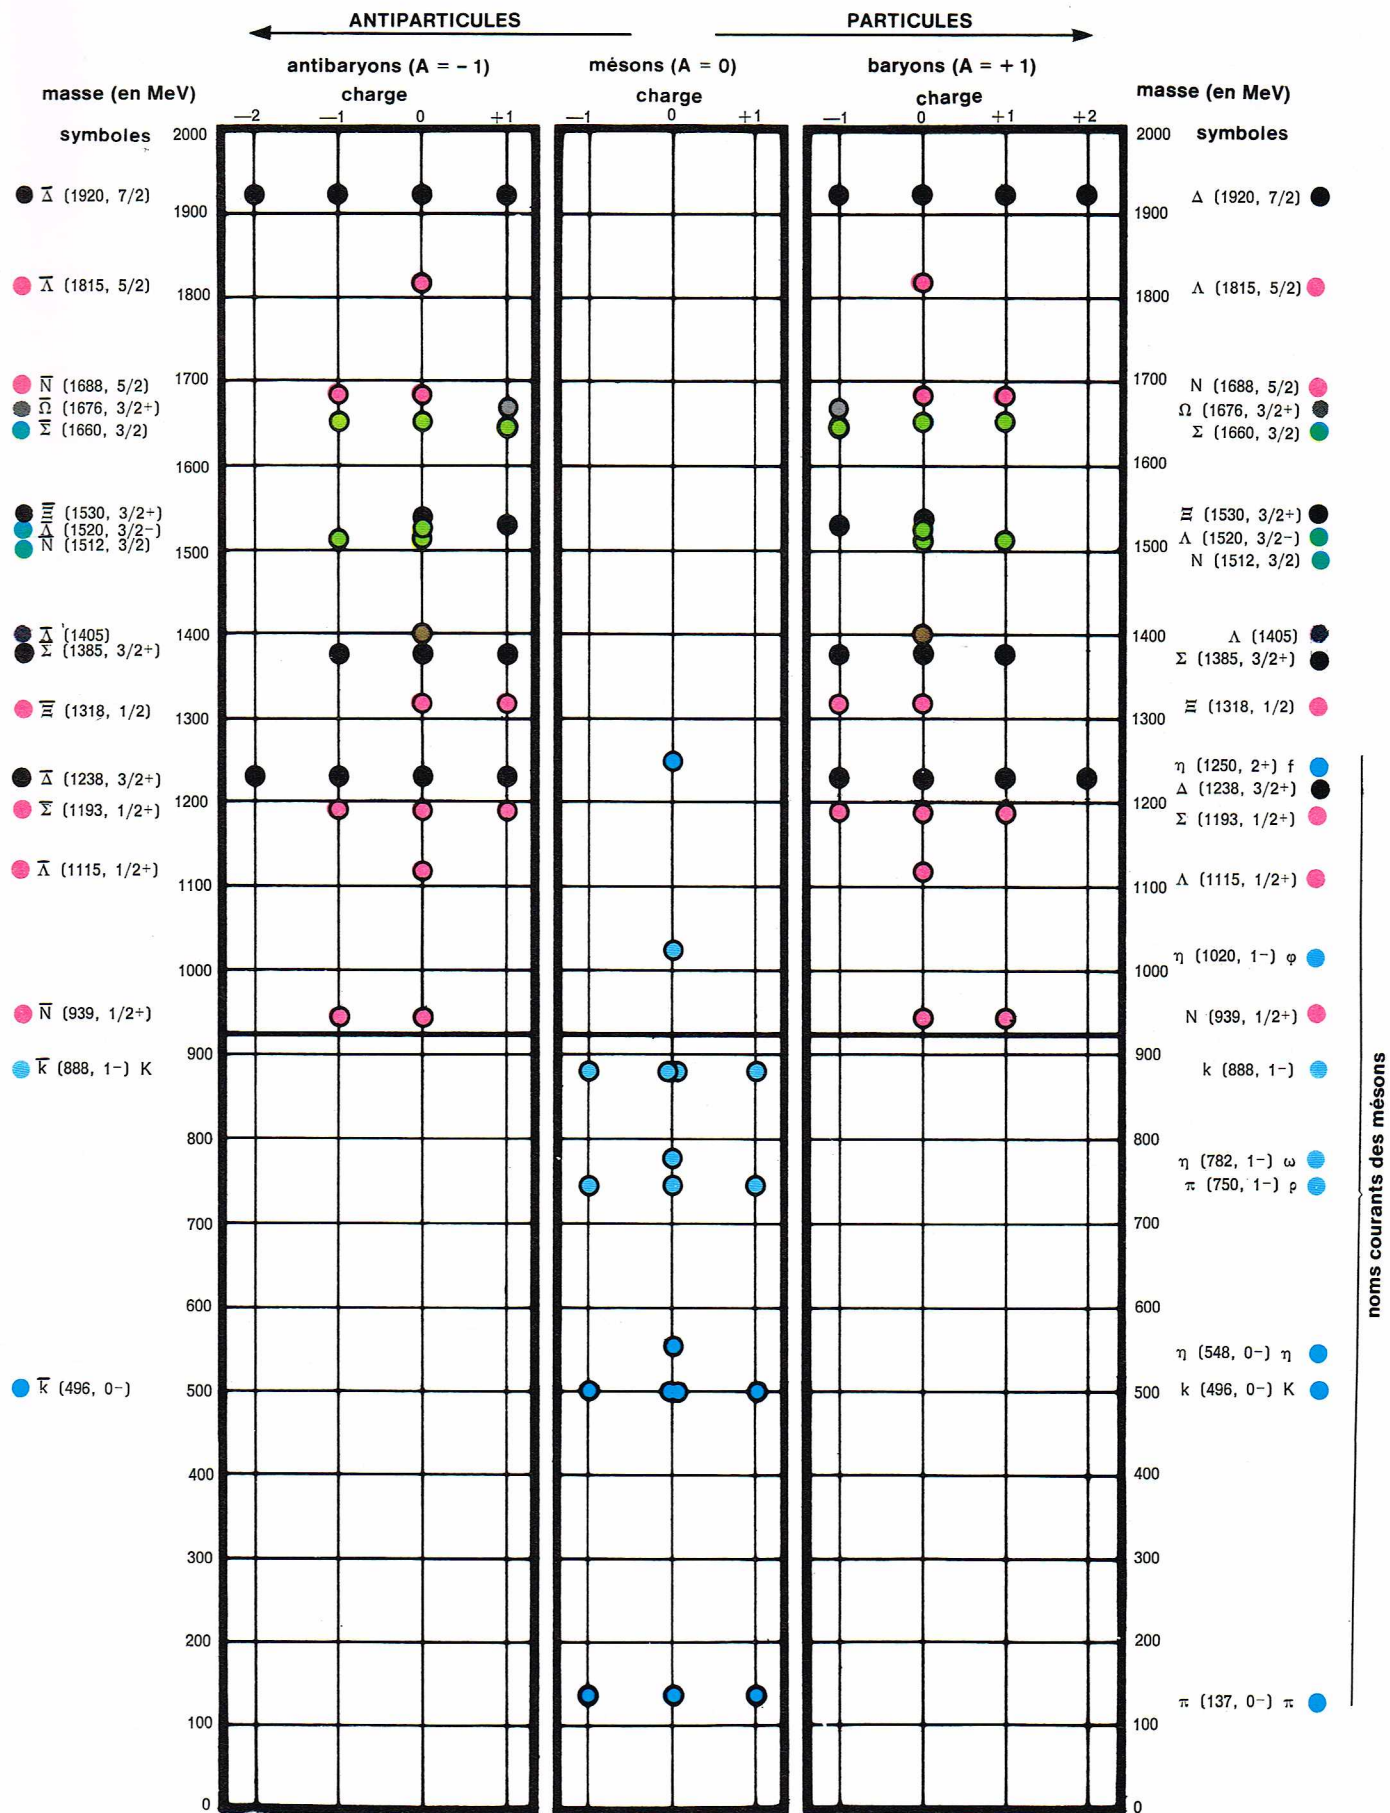 ANTIPARTICULES
PARTICULES
antibaryons (A = - 1)
mésons (A = 0)
baryons (A = + 1)
masse (en MeV)
charge
charge
charge
masse (en MeV)
symboles
—2 —1 0 +1
—1 0 +1
—1 0 +1 +2
symboles
2000
1900
1800
1700
1600
1500
1400
1300
1200
1100
1000
900
800
700
600
500
400
300
200
100
0
Δ̅ (1920, 7/2)
Λ̅ (1815, 5/2)
N̅ (1688, 5/2)
Ω̅ (1676, 3/2+)
Σ̅ (1660, 3/2)
Ξ̅ (1530, 3/2+)
Λ̅ (1520, 3/2-)
N̅ (1512, 3/2)
Λ̅ (1405)
Σ̅ (1385, 3/2+)
Ξ̅ (1318, 1/2)
Δ̅ (1238, 3/2+)
Σ̅ (1193, 1/2+)
Λ̅ (1115, 1/2+)
N̅ (939, 1/2+)
k̅ (888, 1-) K
k̅ (496, 0-)
2000
1900
1800
1700
1600
1500
1400
1300
1200
1100
1000
900
800
700
600
500
400
300
200
100
0
Δ (1920, 7/2)
Λ (1815, 5/2)
N (1688, 5/2)
Ω (1676, 3/2+)
Σ (1660, 3/2)
Ξ (1530, 3/2+)
Λ (1520, 3/2-)
N (1512, 3/2)
Λ (1405)
Σ (1385, 3/2+)
Ξ (1318, 1/2)
η (1250, 2+) f
Δ (1238, 3/2+)
Σ (1193, 1/2+)
Λ (1115, 1/2+)
η (1020, 1-) φ
N (939, 1/2+)
k (888, 1-)
η (782, 1-) ω
π (750, 1-) ρ
η (548, 0-) η
k (496, 0-) K
π (137, 0-) π
noms courants des mésons